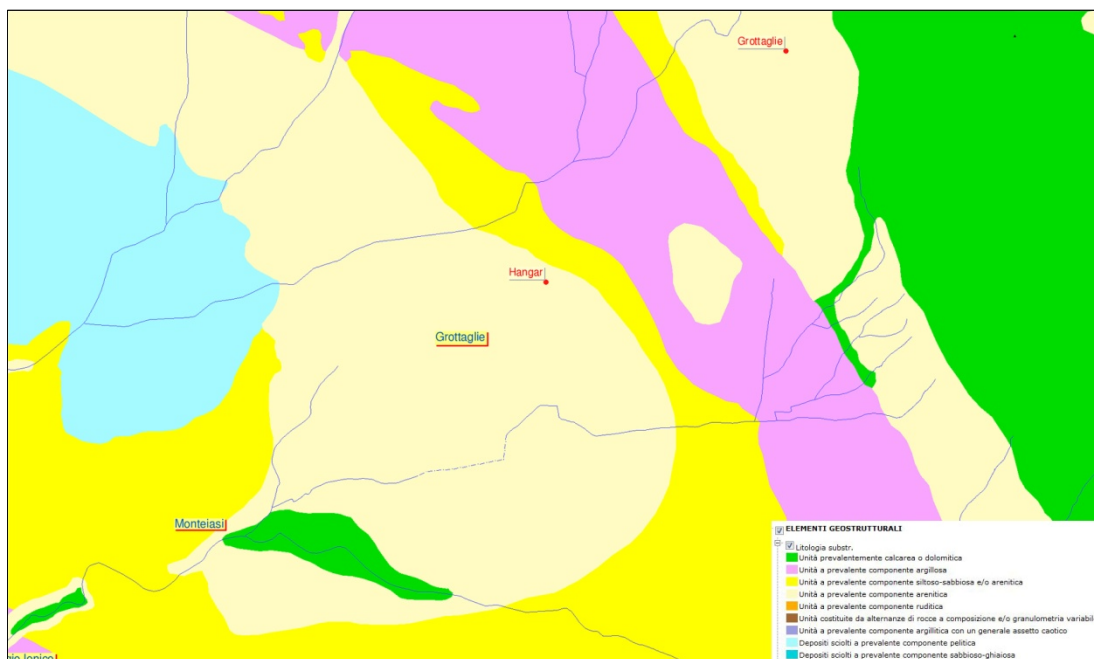 Grottaglie
Hangar
Grottaglie
Monteiasi
ELEMENTI GEOSTRUTTURALI
Litologia substr.
Unità prevalentemente calcarea o dolomitica
Unità a prevalente componente argillosa
Unità a prevalente componente siltoso-sabbiosa e/o arenitica
Unità a prevalente componente arenitica
Unità a prevalente componente ruditica
Unità costituite da alternanze di rocce a composizione e/o granulometria variabil
Unità a prevalente componente argillitica con un generale assetto caotico
Depositi sciolti a prevalente componente pelitica
Depositi sciolti a prevalente componente sabbioso-ghiaiosa